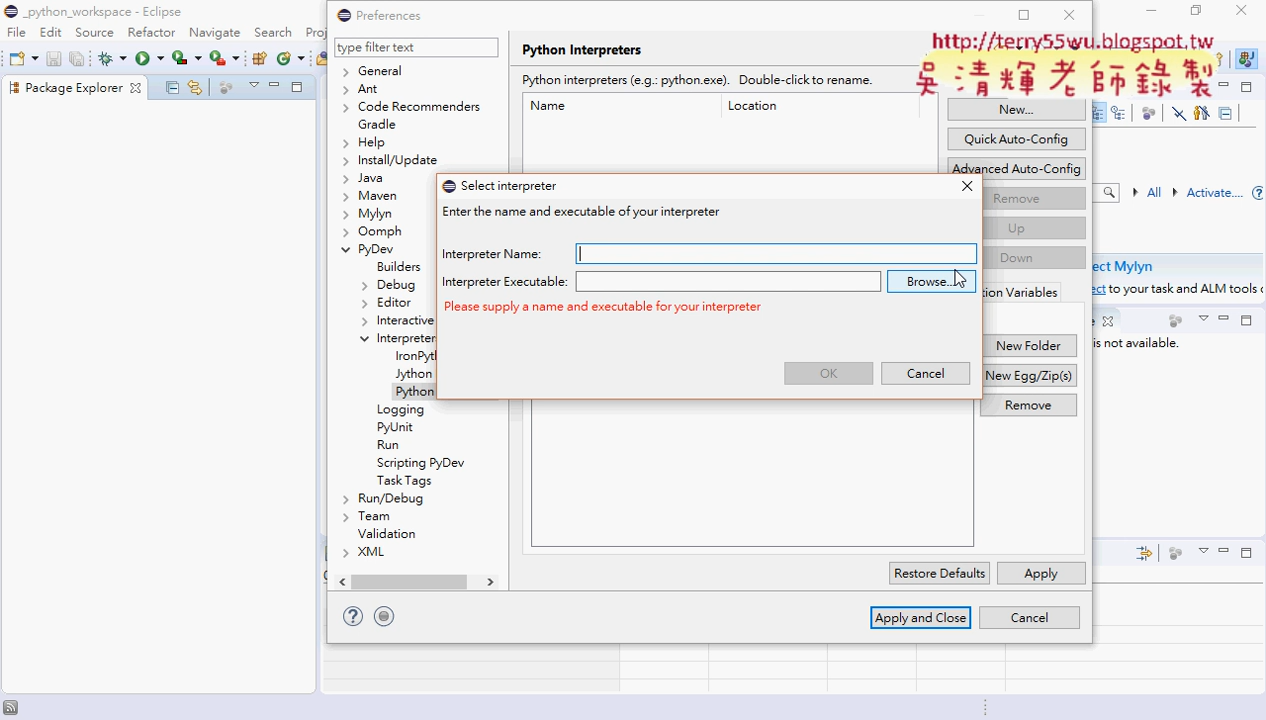 _python_workspace - Eclipse
File Edit Source Refactor Navigate Search Proj
Package Explorer
Preferences
type filter text
General
Ant
Code Recommenders
Gradle
Help
Install/Update
Java
Maven
Mylyn
Oomph
PyDev
Builders
Debug
Editor
Interactive
Interpreters
IronPyt
Jython
Python
Logging
PyUnit
Run
Scripting PyDev
Task Tags
Run/Debug
Team
Validation
XML
Python Interpreters
Python interpreters (e.g.: python.exe). Double-click to rename.
Name Location
New...
Quick Auto-Config
Advanced Auto-Config
Remove
Up
Down
tion Variables
New Folder
New Egg/Zip(s)
Remove
Select interpreter
Enter the name and executable of your interpreter
Interpreter Name:
Interpreter Executable: Browse...
Please supply a name and executable for your interpreter
OK Cancel
Restore Defaults Apply
Apply and Close Cancel
http://terry55wu.blogspot.tw
吳清輝老師錄製
All Activate....
ect Mylyn
ect to your task and ALM tools
is not available.